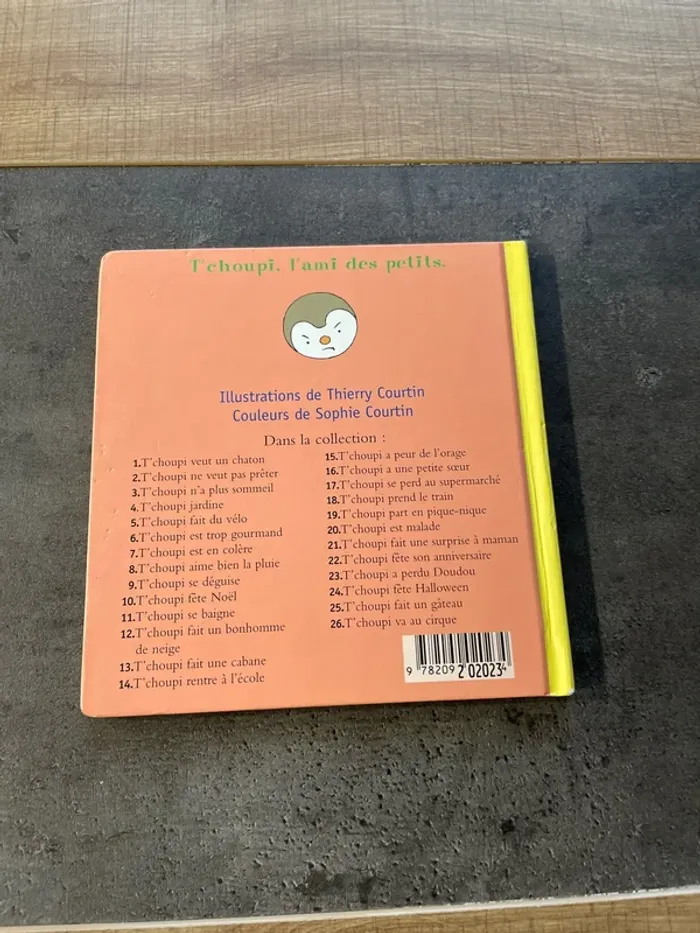 T'choupi, l'ami des petits.
Illustrations de Thierry Courtin
Couleurs de Sophie Courtin
Dans la collection :
1.T'choupi veut un chaton
2.T'choupi ne veut pas prêter
3.T'choupi n'a plus sommeil
4.T'choupi jardine
5.T'choupi fait du vélo
6.T'choupi est trop gourmand
7.T'choupi est en colère
8.T'choupi aime bien la pluie
9.T'choupi se déguise
10.T'choupi fête Noël
11.T'choupi se baigne
12.T'choupi fait un bonhomme
de neige
13.T'choupi fait une cabane
14.T'choupi rentre à l'école
15.T'choupi a peur de l'orage
16.T'choupi a une petite sœur
17.T'choupi se perd au supermarché
18.T'choupi prend le train
19.T'choupi part en pique-nique
20.T'choupi est malade
21.T'choupi fait une surprise à maman
22.T'choupi fête son anniversaire
23.T'choupi a perdu Doudou
24.T'choupi fête Halloween
25.T'choupi fait un gâteau
26.T'choupi va au cirque
9 782092 020234